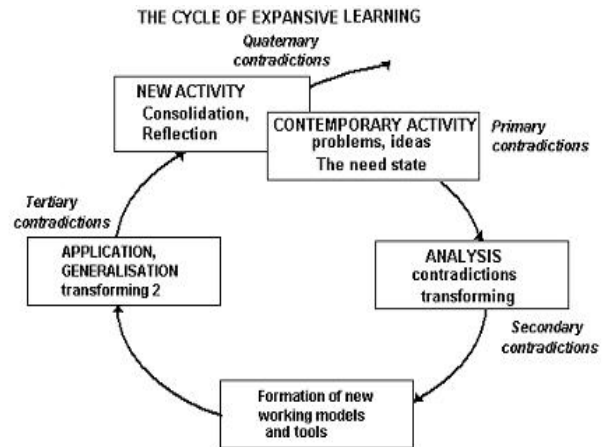 THE CYCLE OF EXPANSIVE LEARNING
Quaternary
contradictions
NEW ACTIVITY
Consolidation,
Reflection
CONTEMPORARY ACTIVITY
problems, ideas
The need state
Primary
contradictions
Tertiary
contradictions
APPLICATION,
GENERALISATION
transforming 2
ANALYSIS
contradictions
transforming
Secondary
contradictions
Formation of new
working models
and tools